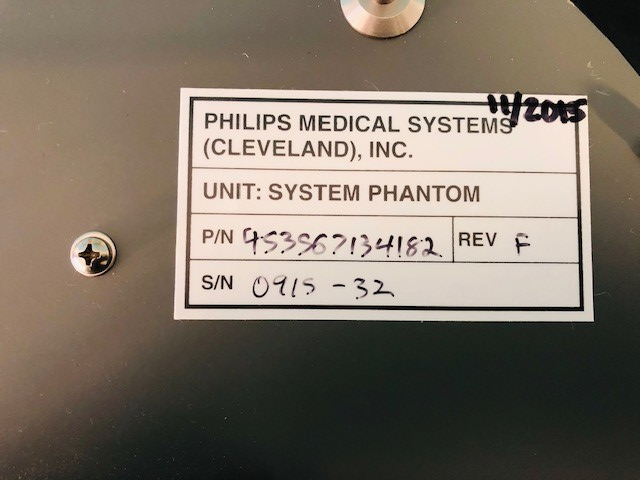 11/2015
PHILIPS MEDICAL SYSTEMS
(CLEVELAND), INC.
UNIT: SYSTEM PHANTOM
P/N 453567134182 REV F
S/N 0915-32